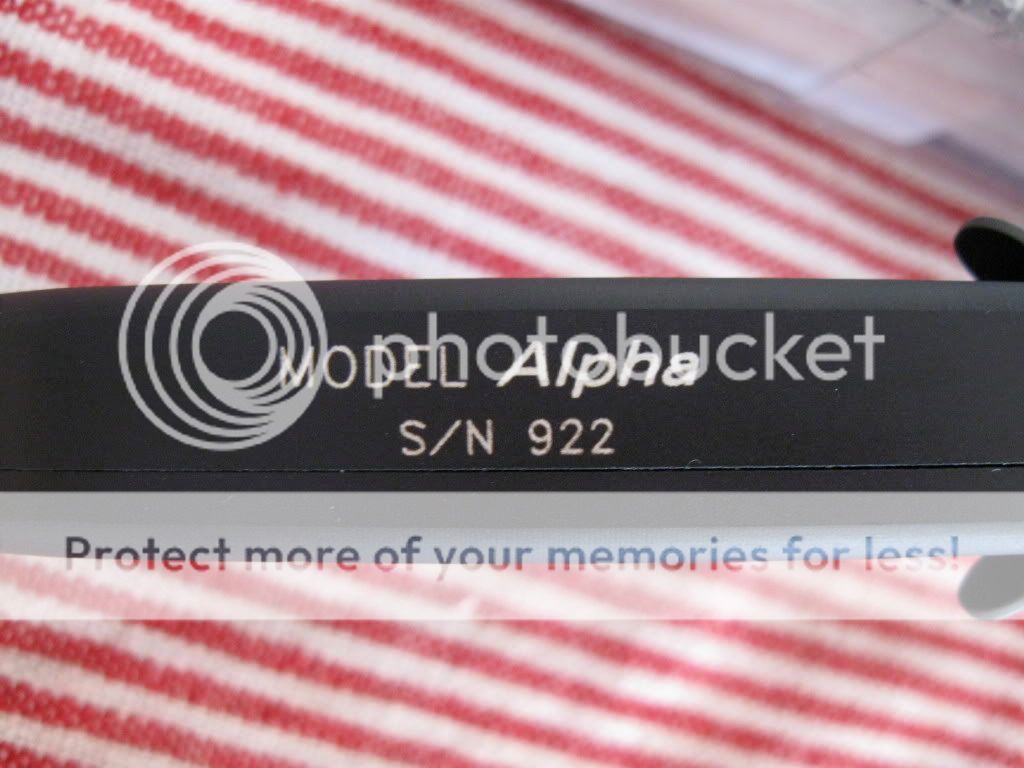 photobucket
MODEL Alpha
S/N 922
Protect more of your memories for less!